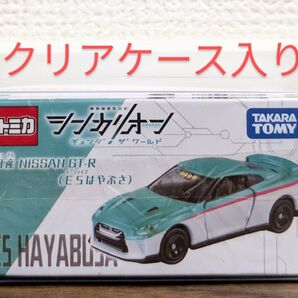 クリアケース入り
トミカ
シンカリオン
チェンジ ザ ワールド
日産 NISSAN GT-R
(E5はやぶさ)
TAKARA
TOMY
E5 HAYABUSA